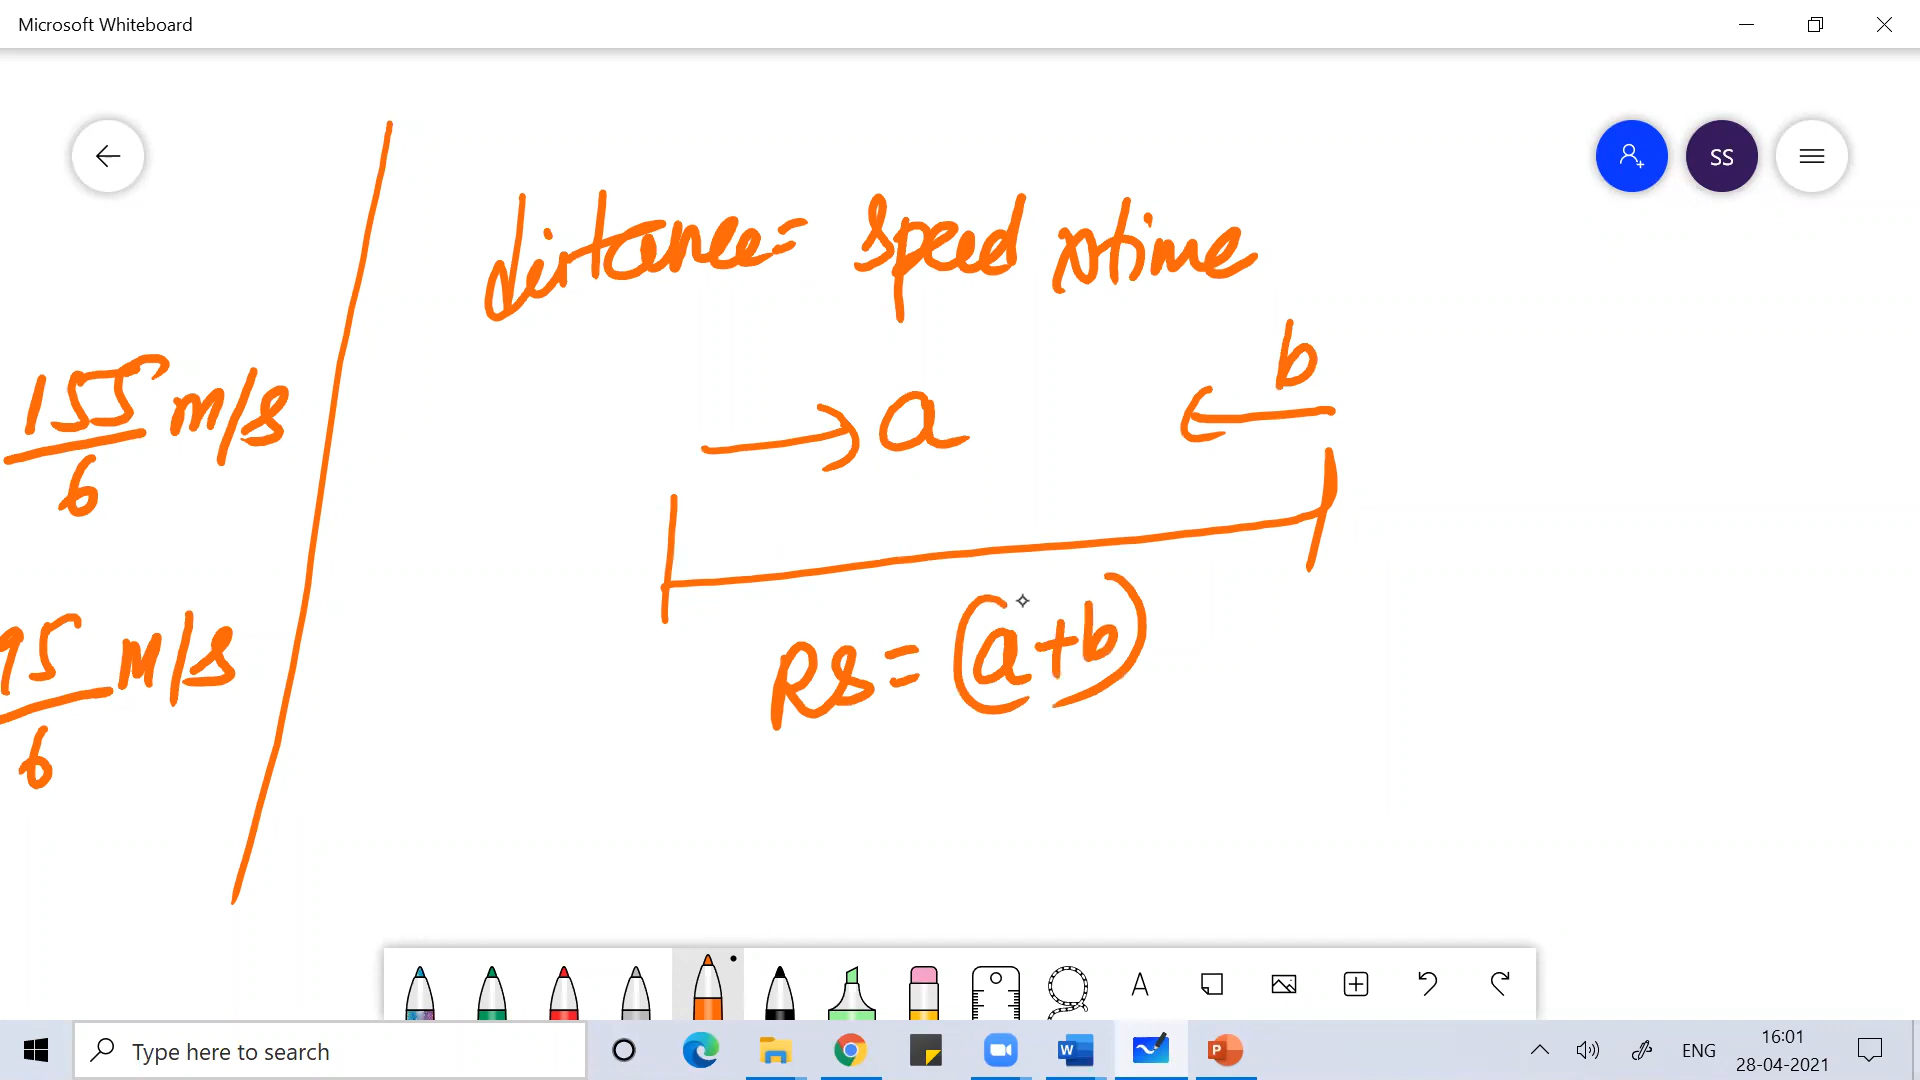 Microsoft Whiteboard
SS
distance = speed × time
155 m/s
6
95 m/s
6
a
b
RS = (a+b)
A
Type here to search
ENG
16:01
28-04-2021